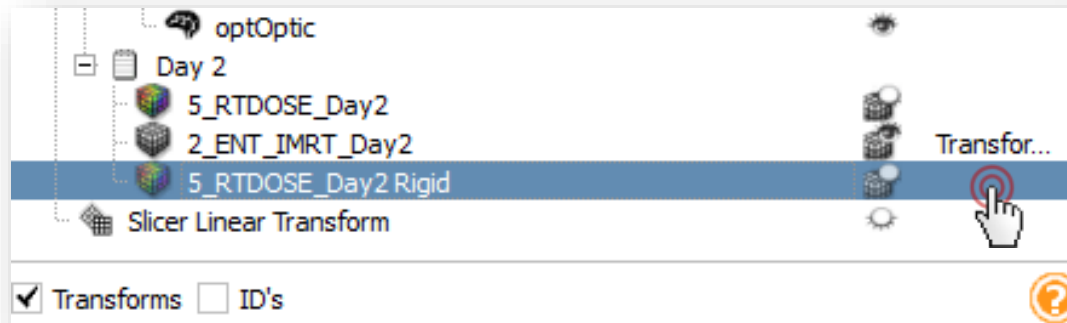 optOptic
Day 2
5_RTDOSE_Day2
2_ENT_IMRT_Day2 Transfor...
5_RTDOSE_Day2 Rigid
Slicer Linear Transform
Transforms ID's
?